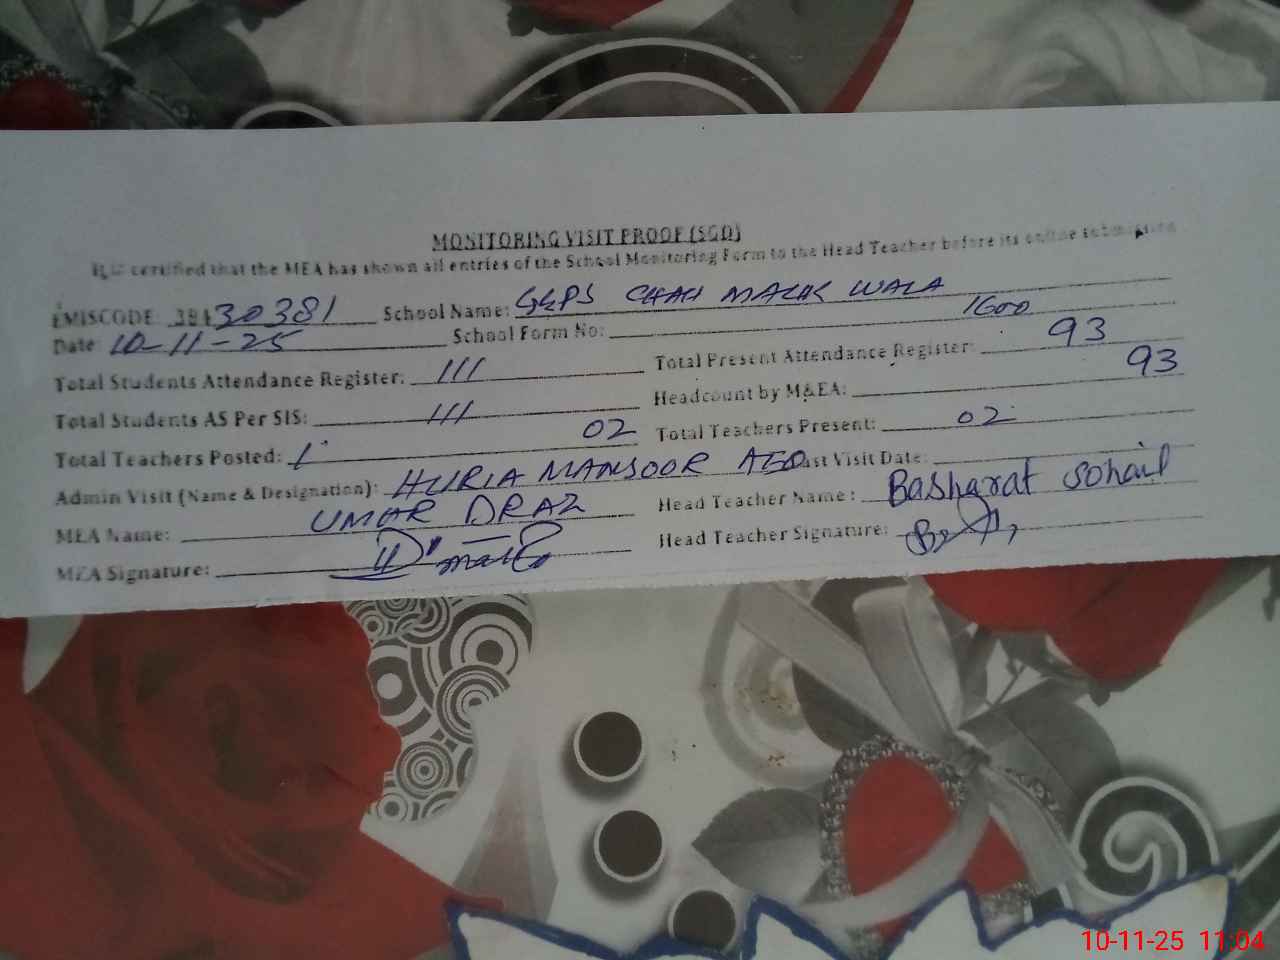 MONITORING VISIT PROOF (SGD)
It is certified that the MEA has shown all entries of the School Monitoring Form to the Head Teacher before its online submission
EMISCODE: 38430381 School Name: GGPS CHAH MALIK WALA
Date: 10-11-25 School Form No: 1600
Total Students Attendance Register: 111 Total Present Attendance Register: 93
Total Students AS Per SIS: 111 Headcount by M&EA: 93
Total Teachers Posted: 02 Total Teachers Present: 02
Admin Visit (Name & Designation): HURIA MANSOOR AEO Last Visit Date:
MEA Name: UMAR DRAZ Head Teacher Name: Basharat Sohail
MEA Signature: Head Teacher Signature:
10-11-25 11:04